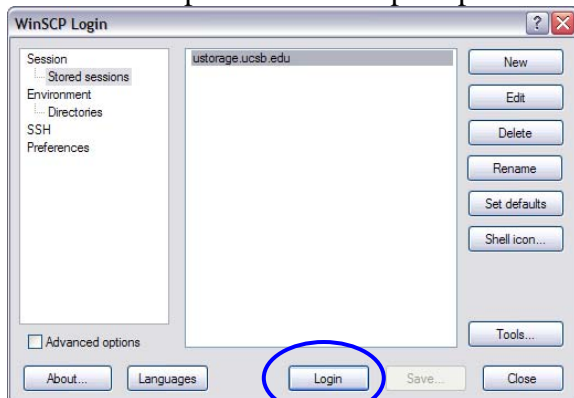 WinSCP Login
Session
Stored sessions
Environment
Directories
SSH
Preferences
Advanced options
ustorage.ucsb.edu
New
Edit
Delete
Rename
Set defaults
Shell icon...
Tools...
About...
Languages
Login
Save...
Close